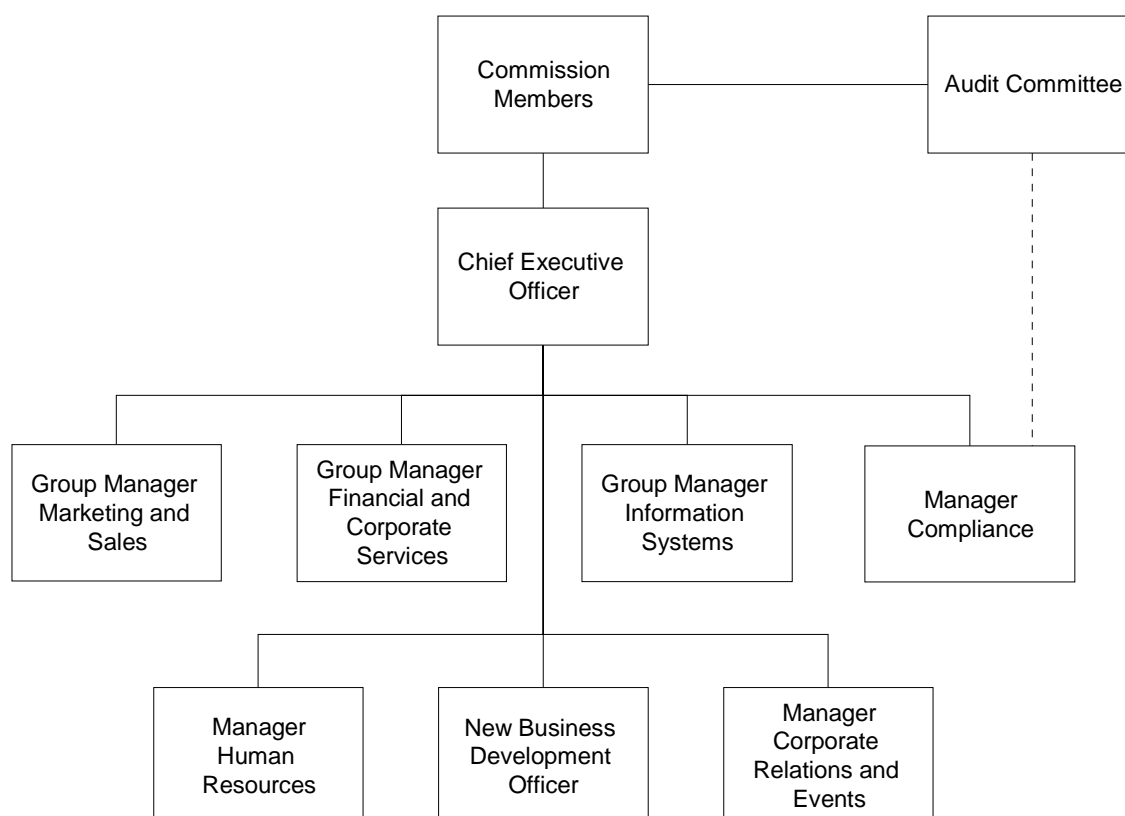 Commission
Members
Audit Committee
Chief Executive
Officer
Group Manager
Marketing and
Sales
Group Manager
Financial and
Corporate
Services
Group Manager
Information
Systems
Manager
Compliance
Manager
Human
Resources
New Business
Development
Officer
Manager
Corporate
Relations and
Events